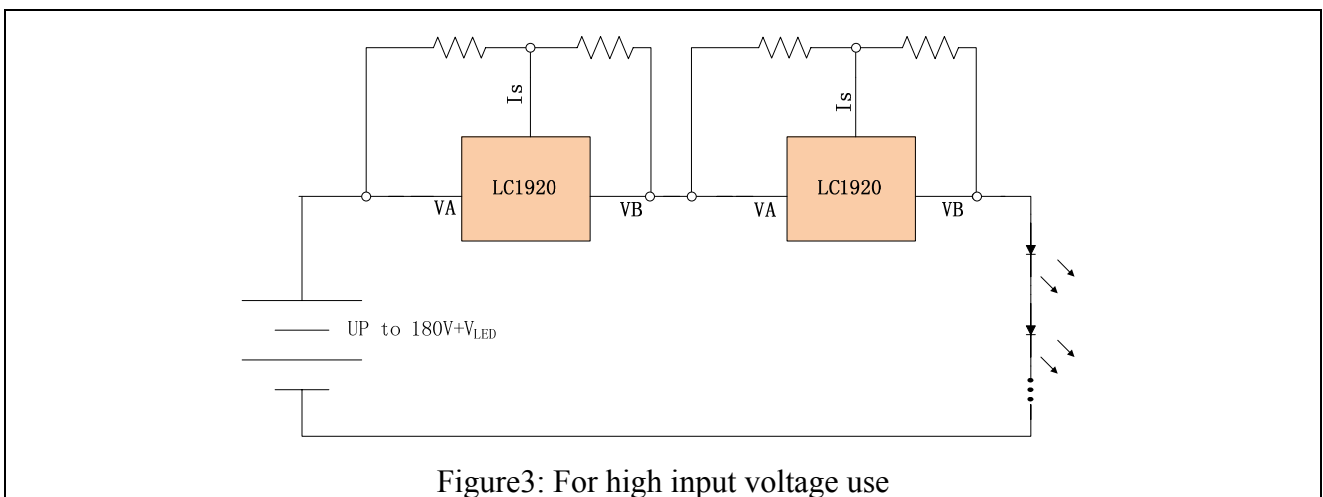 Is
Is
LC1920
LC1920
VA
VB
VA
VB
UP to 180V+VLED
Figure3: For high input voltage use